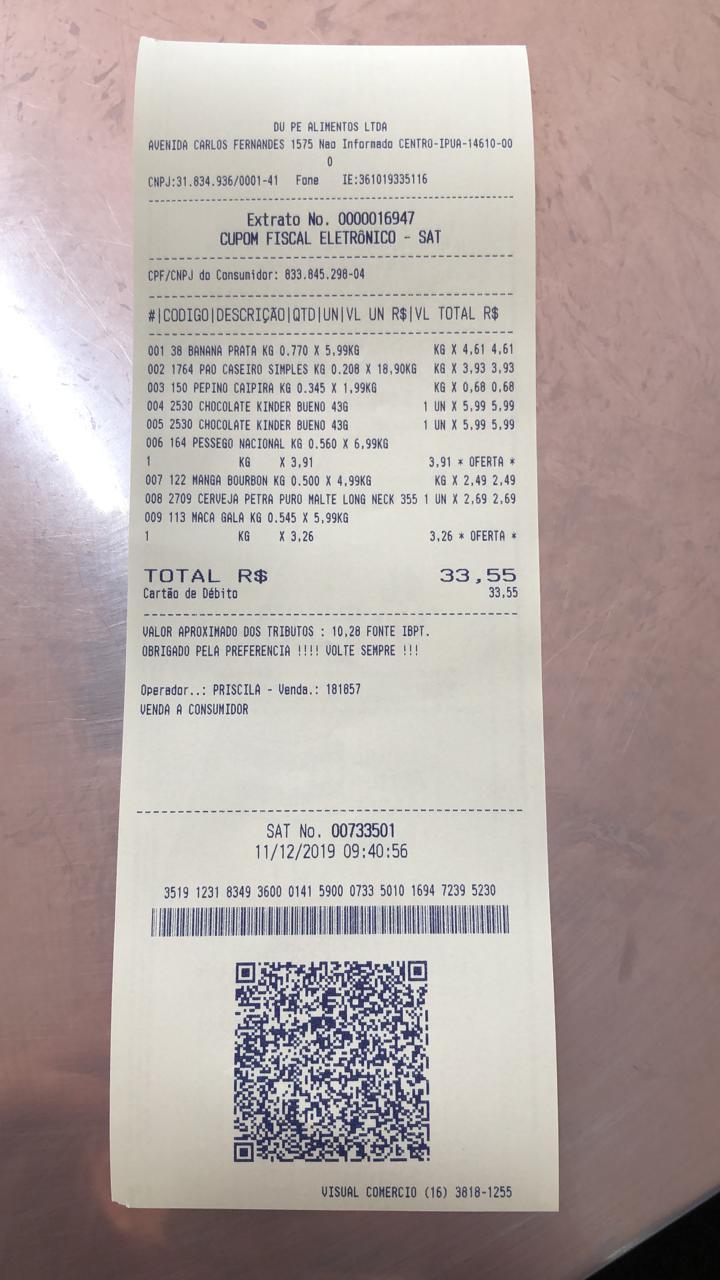 DU PE ALIMENTOS LTDA
AVENIDA CARLOS FERNANDES 1575 Nao Informado CENTRO-IPUA-14610-00
0
CNPJ:31.834.936/0001-41 Fone IE:361019335116
Extrato No. 0000016947
CUPOM FISCAL ELETRÔNICO - SAT
CPF/CNPJ do Consumidor: 833.845.298-04
#|CODIGO|DESCRIÇÃO|QTD|UN|VL UN R$|VL TOTAL R$
001 38 BANANA PRATA KG 0.770 X 5,99KG KG X 4,61 4,61
002 1764 PAO CASEIRO SIMPLES KG 0.208 X 18,90KG KG X 3,93 3,93
003 150 PEPINO CAIPIRA KG 0.345 X 1,99KG KG X 0,68 0,68
004 2530 CHOCOLATE KINDER BUENO 43G 1 UN X 5,99 5,99
005 2530 CHOCOLATE KINDER BUENO 43G 1 UN X 5,99 5,99
006 164 PESSEGO NACIONAL KG 0.560 X 6,99KG
1 KG X 3,91 3,91 * OFERTA *
007 122 MANGA BOURBON KG 0.500 X 4,99KG KG X 2,49 2,49
008 2709 CERVEJA PETRA PURO MALTE LONG NECK 355 1 UN X 2,69 2,69
009 113 MACA GALA KG 0.545 X 5,99KG
1 KG X 3,26 3,26 * OFERTA *
TOTAL R$ 33,55
Cartão de Débito 33,55
VALOR APROXIMADO DOS TRIBUTOS : 10,28 FONTE IBPT.
OBRIGADO PELA PREFERENCIA !!!! VOLTE SEMPRE !!!
Operador..: PRISCILA - Venda.: 181857
VENDA A CONSUMIDOR
SAT No. 00733501
11/12/2019 09:40:56
3519 1231 8349 3600 0141 5900 0733 5010 1694 7239 5230
VISUAL COMERCIO (16) 3818-1255